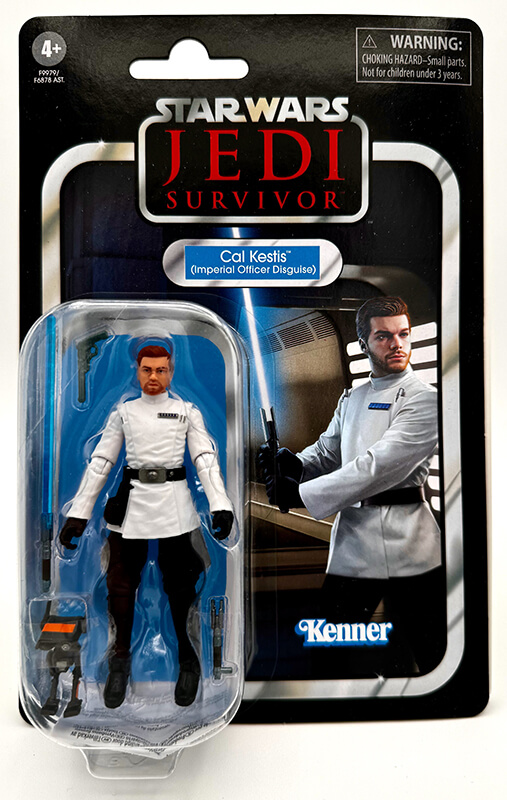 4+
F9979/
F6878 AST.
⚠ WARNING:
CHOKING HAZARD–Small parts.
Not for children under 3 years.
STAR WARS
JEDI
SURVIVOR
Cal Kestis™
(Imperial Officer Disguise)
Kenner